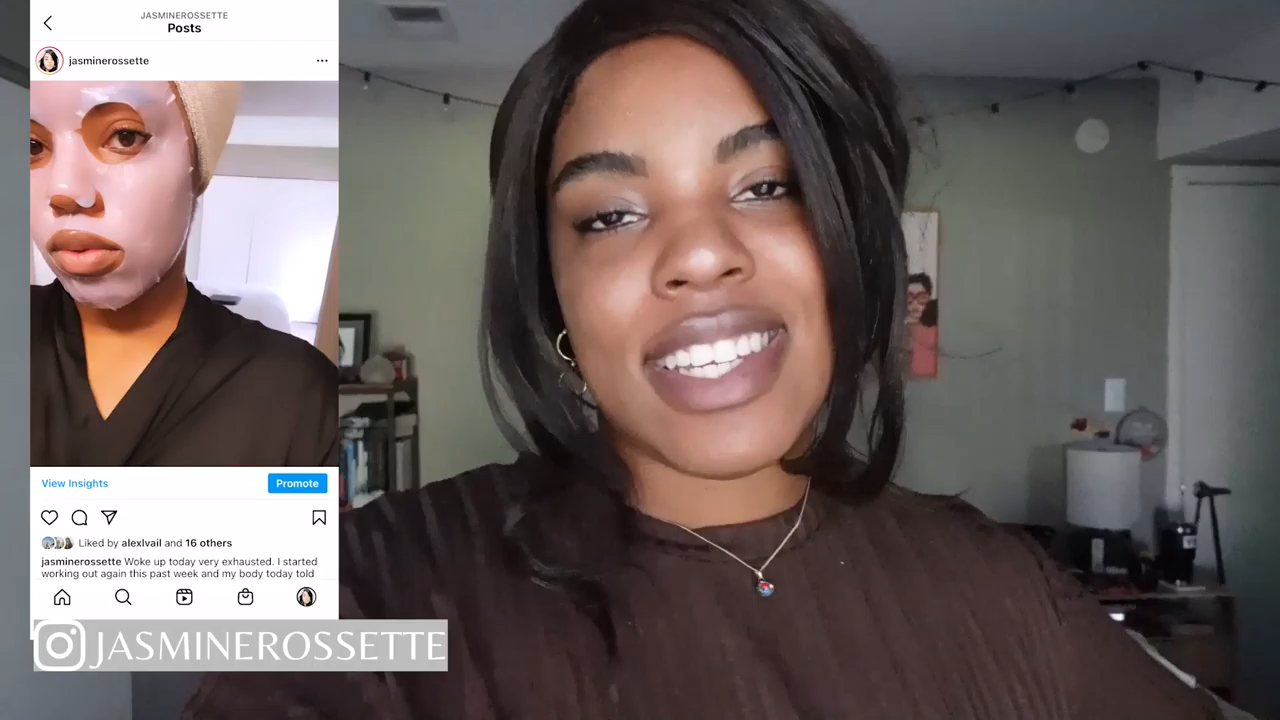 JASMINEROSSETTE
Posts
jasminerossette
View Insights
Promote
Liked by alexlvail and 16 others
jasminerossette Woke up today very exhausted. I started
working out again this past week and my body today told
JASMINEROSSETTE